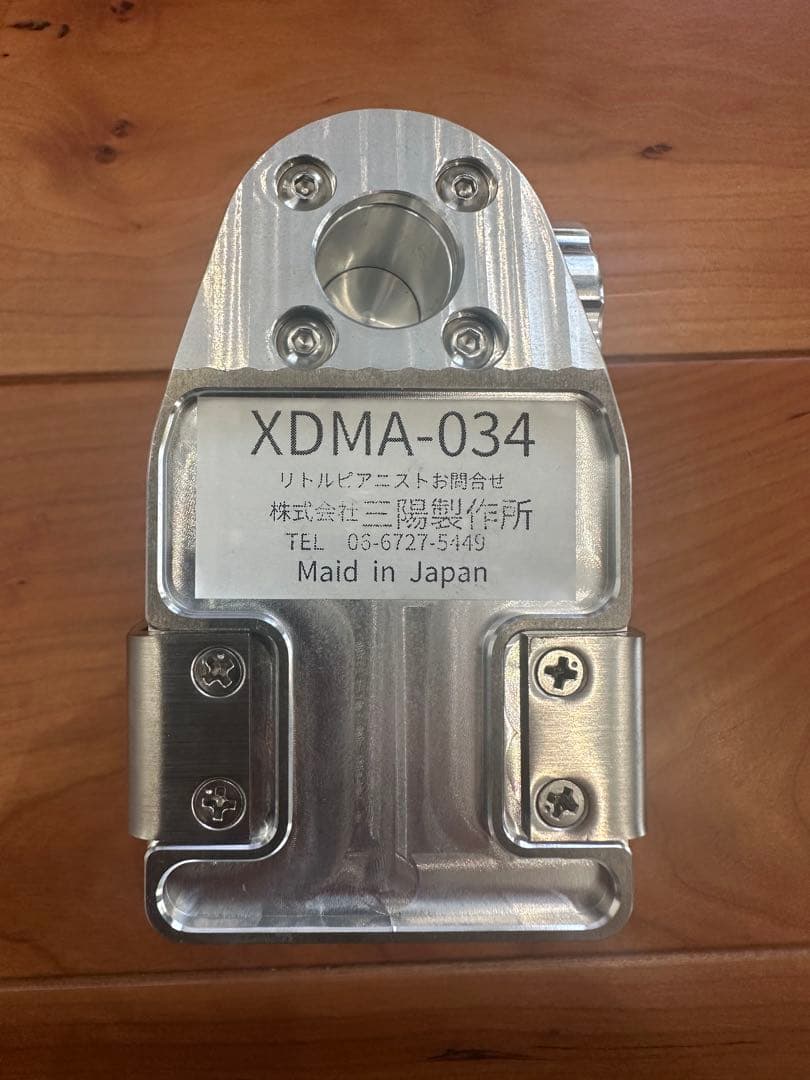 XDMA-034
リトルピアニストお問合せ
株式会社三陽製作所
TEL 06-6727-5449
Maid in Japan